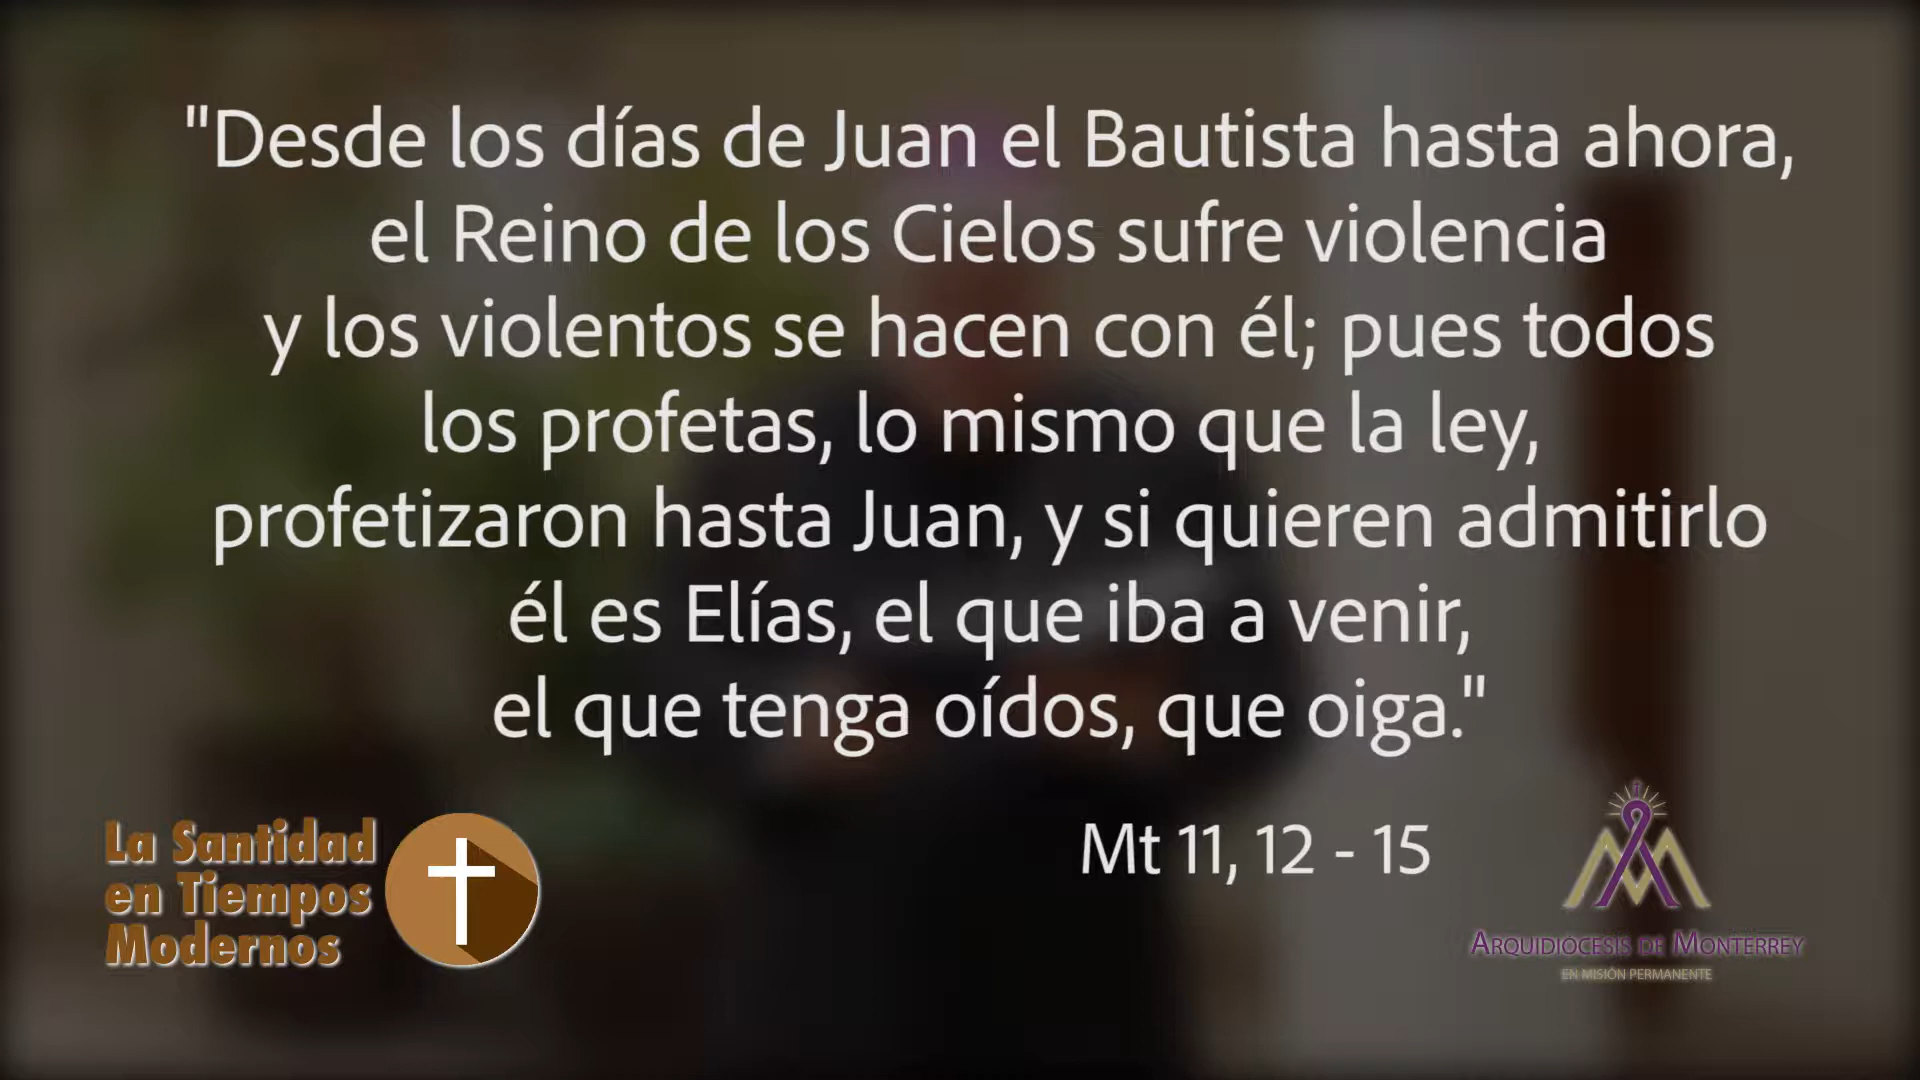 "Desde los días de Juan el Bautista hasta ahora,
el Reino de los Cielos sufre violencia
y los violentos se hacen con él; pues todos
los profetas, lo mismo que la ley,
profetizaron hasta Juan, y si quieren admitirlo
él es Elías, el que iba a venir,
el que tenga oídos, que oiga."
Mt 11, 12 - 15
La Santidad
en Tiempos
Modernos
ARQUIDIÓCESIS DE MONTERREY
EN MISIÓN PERMANENTE